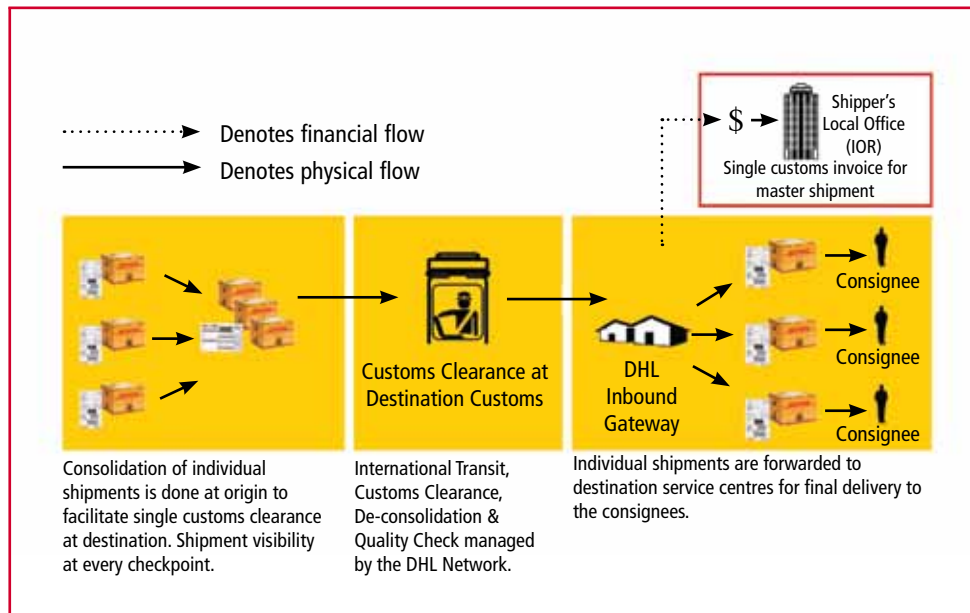 Denotes financial flow
Denotes physical flow
$
Shipper's
Local Office
(IOR)
Single customs invoice for
master shipment
Customs Clearance at
Destination Customs
DHL
Inbound
Gateway
Consignee
Consignee
Consignee
Consolidation of individual
shipments is done at origin to
facilitate single customs clearance
at destination. Shipment visibility
at every checkpoint.
International Transit,
Customs Clearance,
De-consolidation &
Quality Check managed
by the DHL Network.
Individual shipments are forwarded to
destination service centres for final delivery to
the consignees.